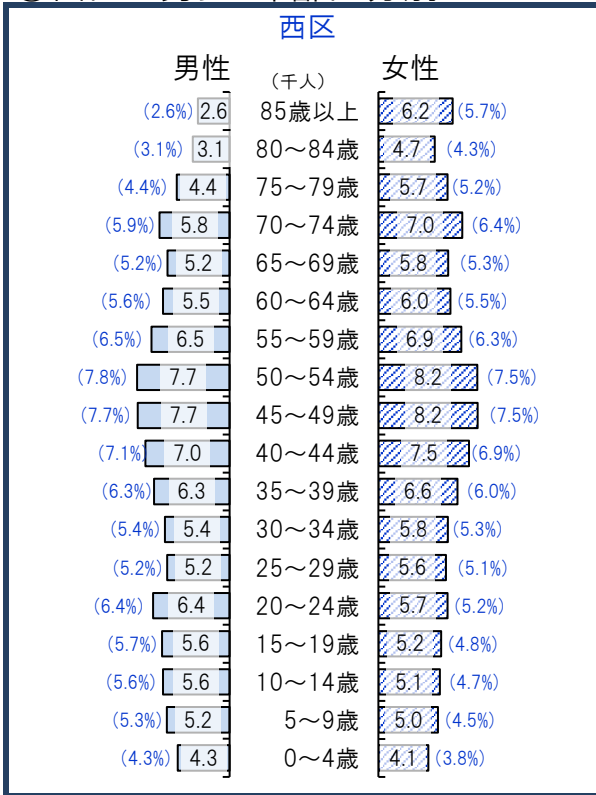 西区
男性 (千人) 女性
(2.6%) 2.6 85歳以上 6.2 (5.7%)
(3.1%) 3.1 80～84歳 4.7 (4.3%)
(4.4%) 4.4 75～79歳 5.7 (5.2%)
(5.9%) 5.8 70～74歳 7.0 (6.4%)
(5.2%) 5.2 65～69歳 5.8 (5.3%)
(5.6%) 5.5 60～64歳 6.0 (5.5%)
(6.5%) 6.5 55～59歳 6.9 (6.3%)
(7.8%) 7.7 50～54歳 8.2 (7.5%)
(7.7%) 7.7 45～49歳 8.2 (7.5%)
(7.1%) 7.0 40～44歳 7.5 (6.9%)
(6.3%) 6.3 35～39歳 6.6 (6.0%)
(5.4%) 5.4 30～34歳 5.8 (5.3%)
(5.2%) 5.2 25～29歳 5.6 (5.1%)
(6.4%) 6.4 20～24歳 5.7 (5.2%)
(5.7%) 5.6 15～19歳 5.2 (4.8%)
(5.6%) 5.6 10～14歳 5.1 (4.7%)
(5.3%) 5.2 5～9歳 5.0 (4.5%)
(4.3%) 4.3 0～4歳 4.1 (3.8%)